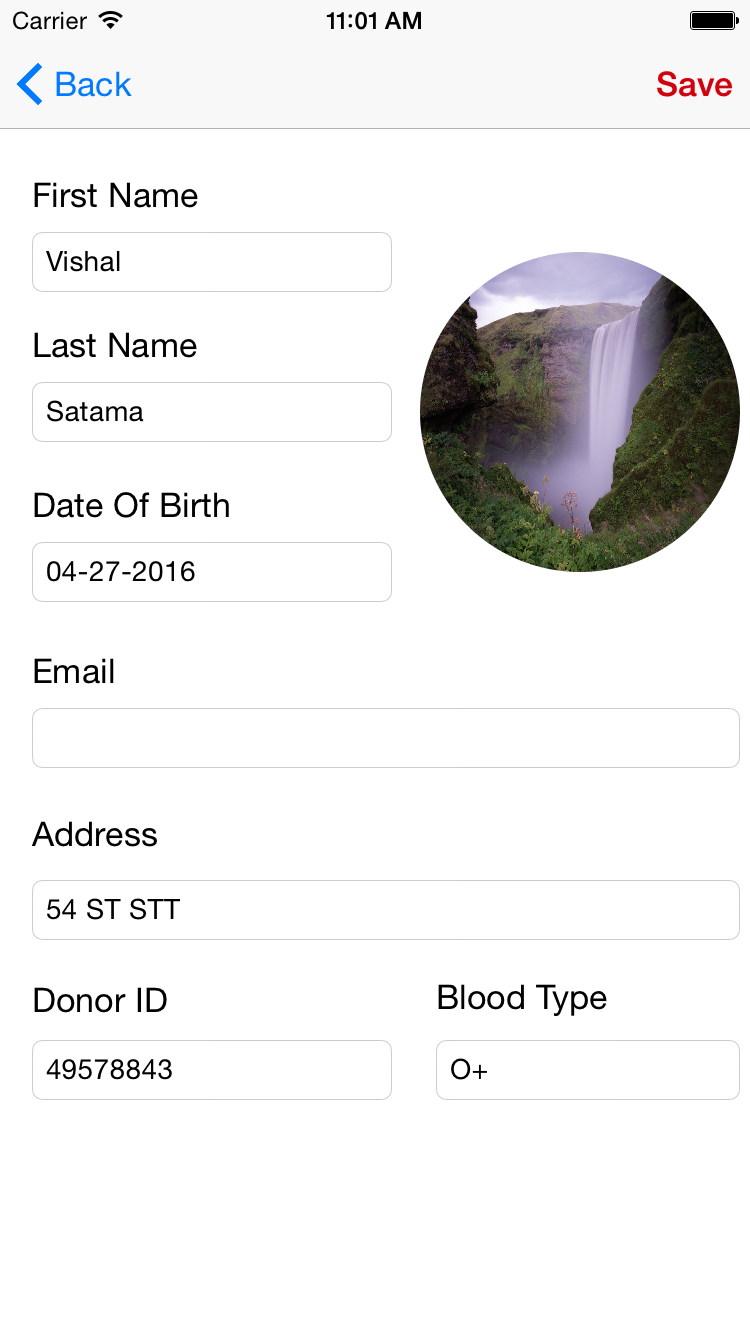 Carrier 11:01 AM
Back Save
First Name
Vishal
Last Name
Satama
Date Of Birth
04-27-2016
Email
Address
54 ST STT
Donor ID Blood Type
49578843 O+